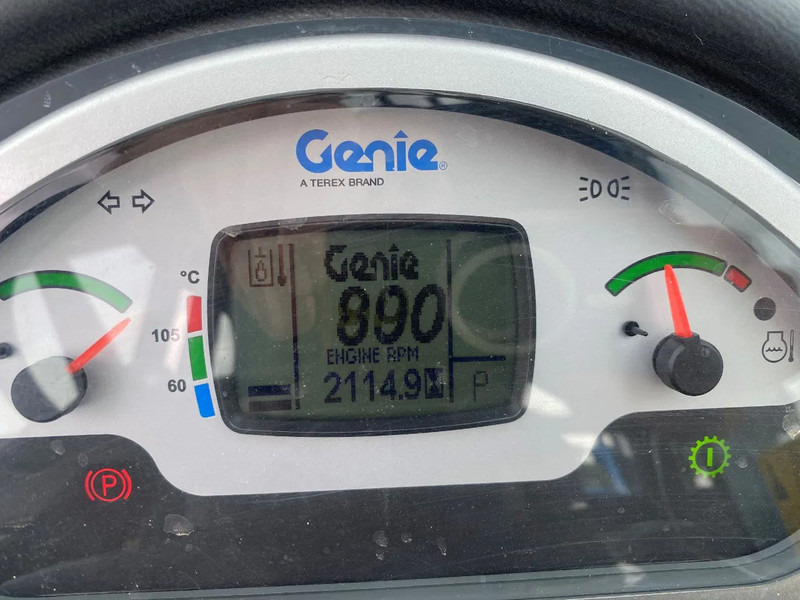 Genie®
A TEREX BRAND
°C
105
60
Genie
890
ENGINE RPM
2114.9
P
P